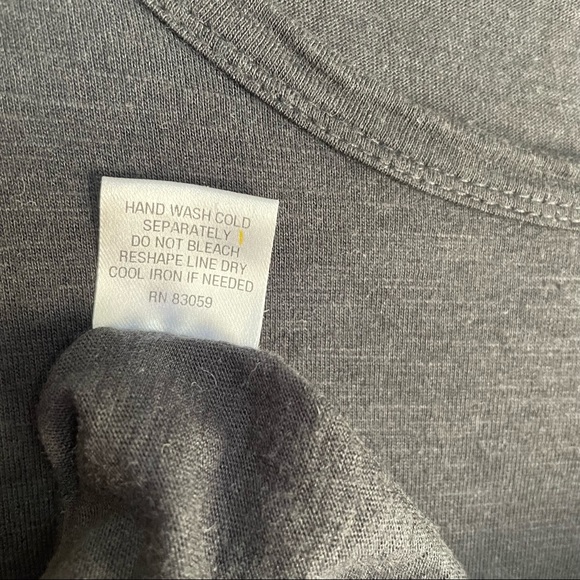 HAND WASH COLD
SEPARATELY
DO NOT BLEACH
RESHAPE LINE DRY
COOL IRON IF NEEDED
RN 83059